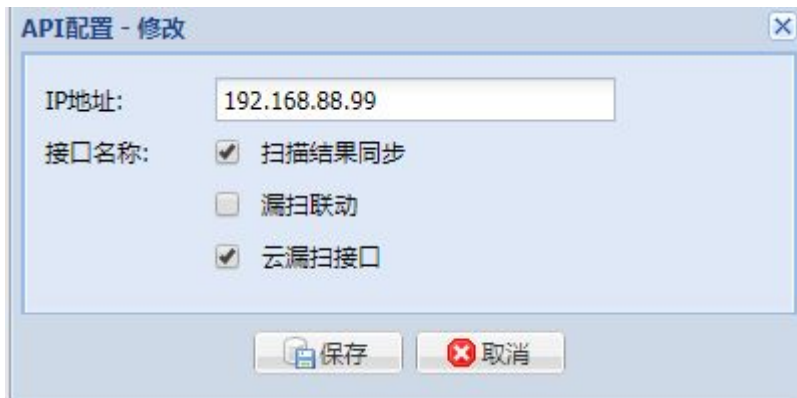 API配置 - 修改
IP地址: 192.168.88.99
接口名称: 扫描结果同步
漏扫联动
云漏扫接口
保存 取消